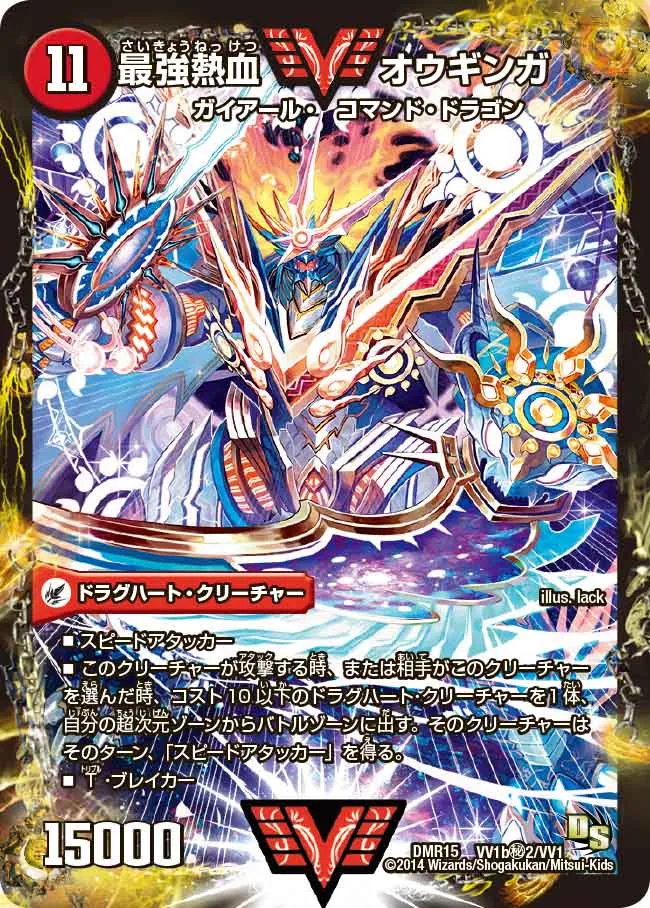 11
さいきょうねっけつ
最強熱血 オウギンガ
ガイアール・コマンド・ドラゴン
ドラグハート・クリーチャー
illus. lack
■スピードアタッカー
■このクリーチャーが攻撃する時、または相手がこのクリーチャー
を選んだ時、コスト10以下のドラグハート・クリーチャーを1体、
自分の超次元ゾーンからバトルゾーンに出す。そのクリーチャーは
そのターン、「スピードアタッカー」を得る。
■T・ブレイカー
15000
DS
DMR15 VV1b㊙2/VV1
©2014 Wizards/Shogakukan/Mitsui-Kids